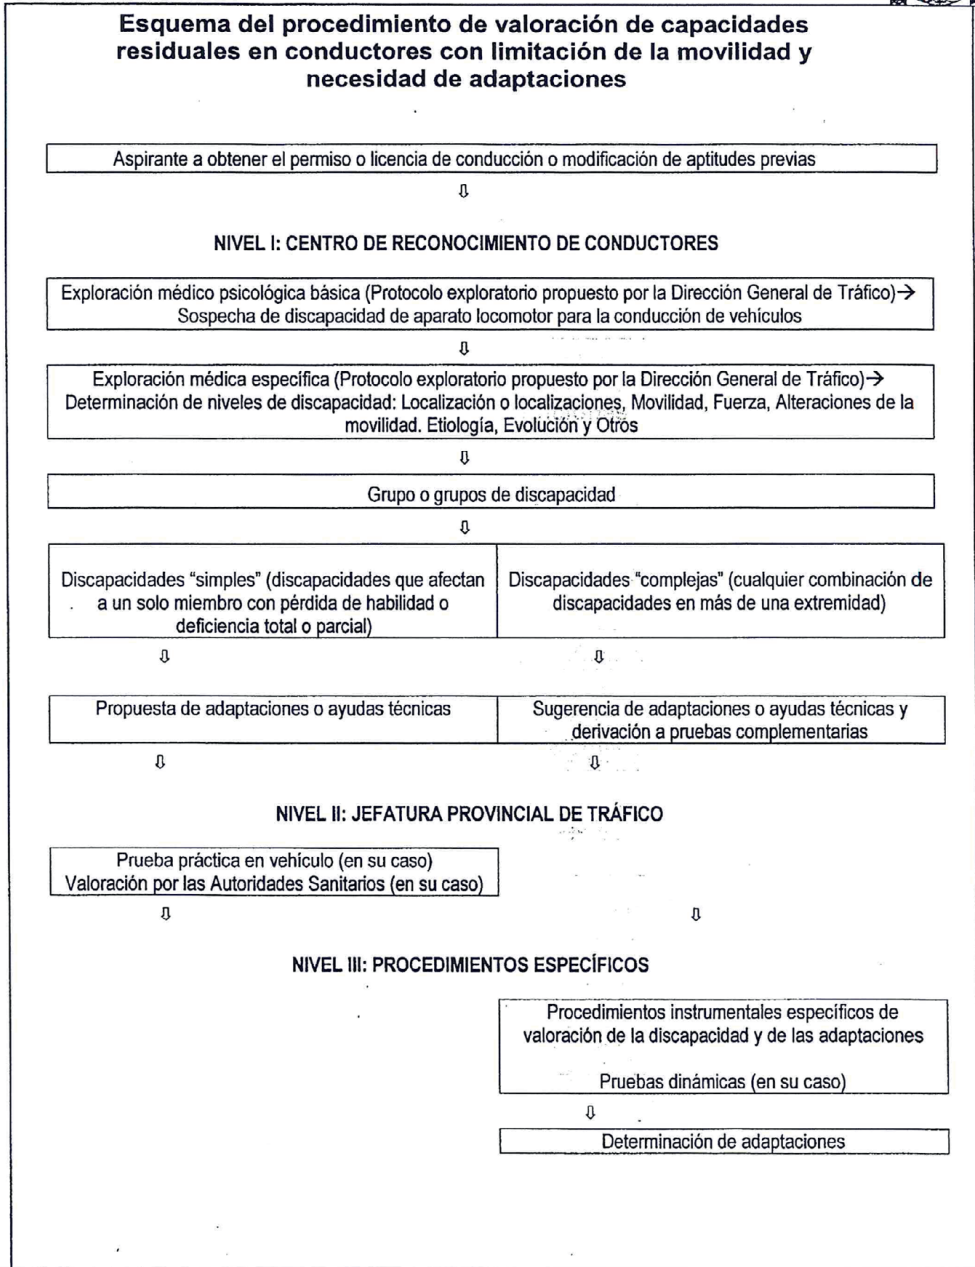 Esquema del procedimiento de valoración de capacidades
residuales en conductores con limitación de la movilidad y
necesidad de adaptaciones
Aspirante a obtener el permiso o licencia de conducción o modificación de aptitudes previas
⇩
NIVEL I: CENTRO DE RECONOCIMIENTO DE CONDUCTORES
Exploración médico psicológica básica (Protocolo exploratorio propuesto por la Dirección General de Tráfico)→
Sospecha de discapacidad de aparato locomotor para la conducción de vehículos
⇩
Exploración médica específica (Protocolo exploratorio propuesto por la Dirección General de Tráfico)→
Determinación de niveles de discapacidad: Localización o localizaciones, Movilidad, Fuerza, Alteraciones de la
movilidad. Etiología, Evolución y Otros
⇩
Grupo o grupos de discapacidad
⇩
Discapacidades "simples" (discapacidades que afectan
a un solo miembro con pérdida de habilidad o
deficiencia total o parcial)
Discapacidades "complejas" (cualquier combinación de
discapacidades en más de una extremidad)
⇩ ⇩
Propuesta de adaptaciones o ayudas técnicas
Sugerencia de adaptaciones o ayudas técnicas y
derivación a pruebas complementarias
⇩ ⇩
NIVEL II: JEFATURA PROVINCIAL DE TRÁFICO
Prueba práctica en vehículo (en su caso)
Valoración por las Autoridades Sanitarios (en su caso)
⇩ ⇩
NIVEL III: PROCEDIMIENTOS ESPECÍFICOS
Procedimientos instrumentales específicos de
valoración de la discapacidad y de las adaptaciones
Pruebas dinámicas (en su caso)
⇩
Determinación de adaptaciones